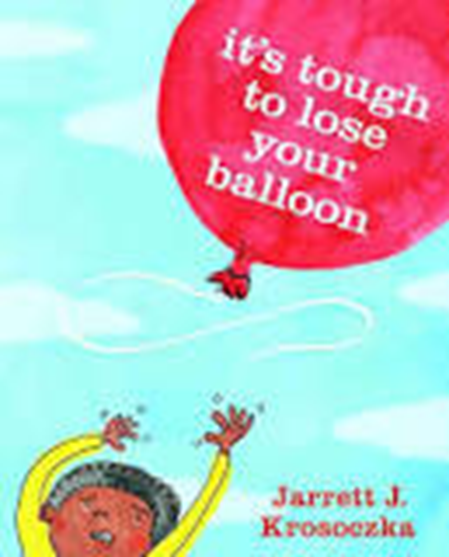 it's tough
to lose
your
balloon
Jarrett J.
Krosoczka